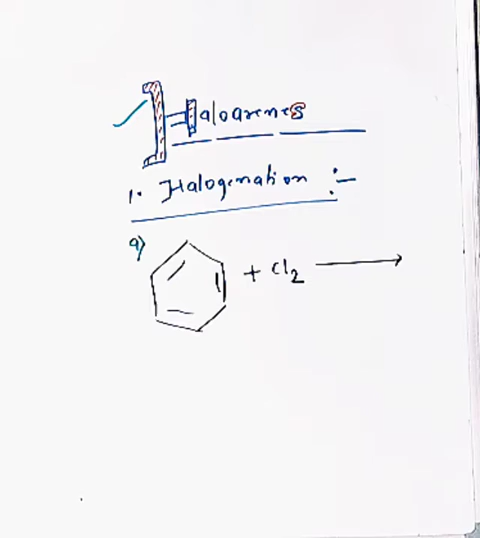 Haloarenes
1. Halogenation :-
a)
+ Cl2 ⟶